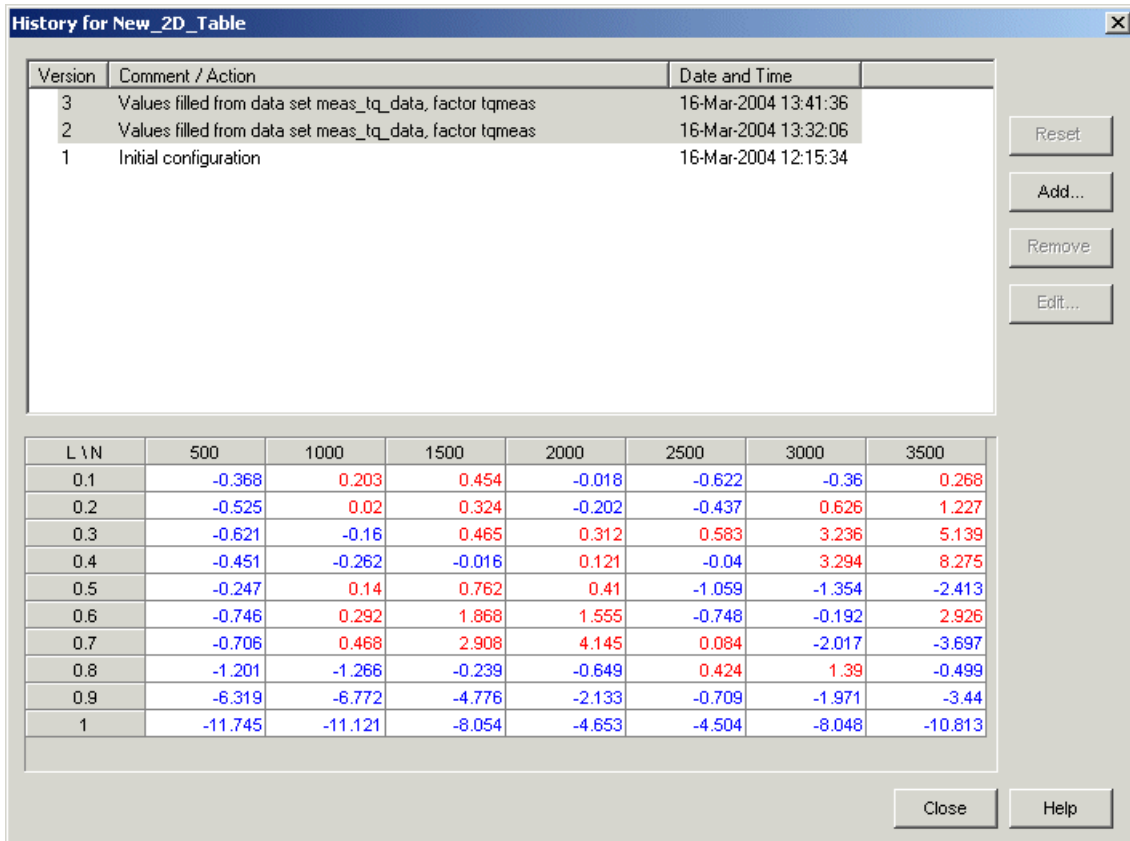 History for New_2D_Table
Version Comment / Action Date and Time
3 Values filled from data set meas_tq_data, factor tqmeas 16-Mar-2004 13:41:36
2 Values filled from data set meas_tq_data, factor tqmeas 16-Mar-2004 13:32:06
1 Initial configuration 16-Mar-2004 12:15:34
Reset
Add...
Remove
Edit...
L \ N 500 1000 1500 2000 2500 3000 3500
0.1 -0.368 0.203 0.454 -0.018 -0.622 -0.36 0.268
0.2 -0.525 0.02 0.324 -0.202 -0.437 0.626 1.227
0.3 -0.621 -0.16 0.465 0.312 0.583 3.236 5.139
0.4 -0.451 -0.262 -0.016 0.121 -0.04 3.294 8.275
0.5 -0.247 0.14 0.762 0.41 -1.059 -1.354 -2.413
0.6 -0.746 0.292 1.868 1.555 -0.748 -0.192 2.926
0.7 -0.706 0.468 2.908 4.145 0.084 -2.017 -3.697
0.8 -1.201 -1.266 -0.239 -0.649 0.424 1.39 -0.499
0.9 -6.319 -6.772 -4.776 -2.133 -0.709 -1.971 -3.44
1 -11.745 -11.121 -8.054 -4.653 -4.504 -8.048 -10.813
Close Help